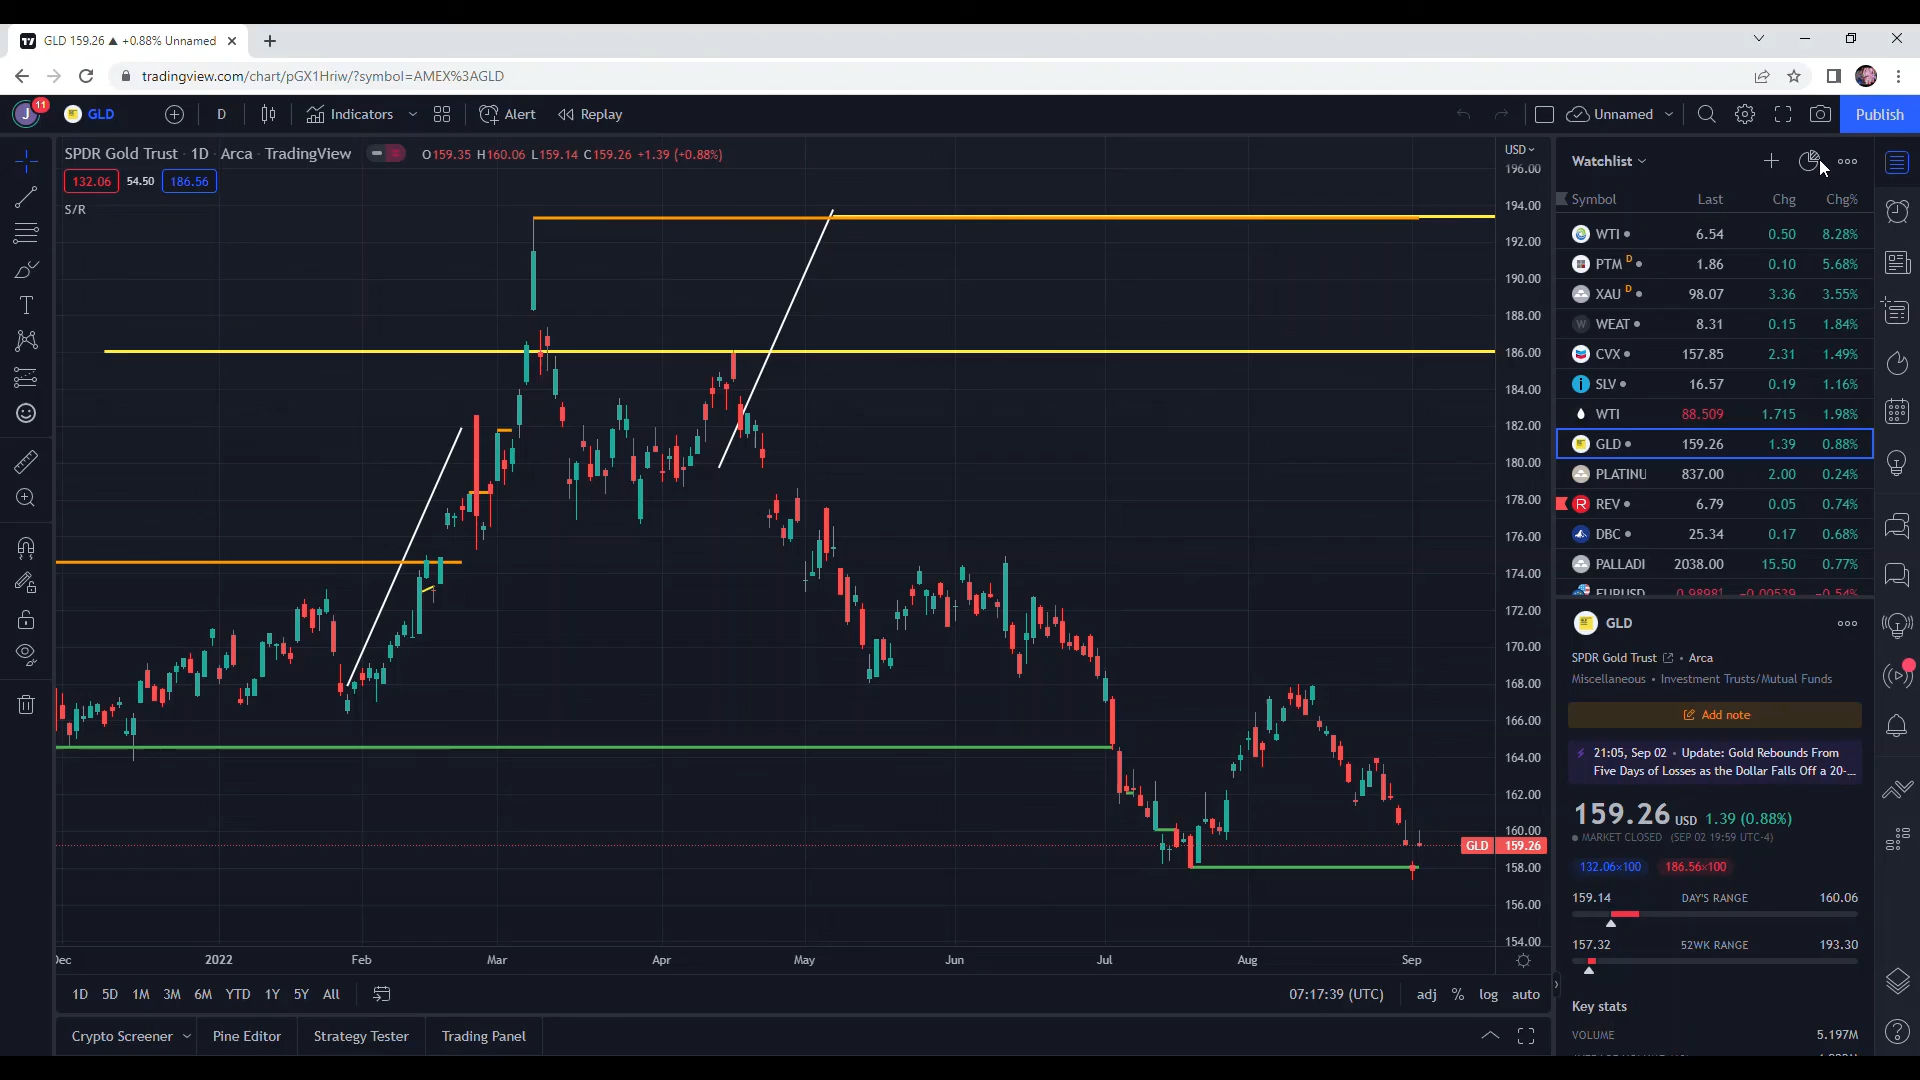 GLD 159.26 ▲ +0.88% Unnamed
tradingview.com/chart/pGX1Hriw/?symbol=AMEX%3AGLD
J 11 GLD D Indicators Alert Replay Unnamed Publish
SPDR Gold Trust · 1D · Arca · TradingView O159.35 H160.06 L159.14 C159.26 +1.39 (+0.88%)
132.06 54.50 186.56
S/R
USD
196.00
194.00
192.00
190.00
188.00
186.00
184.00
182.00
180.00
178.00
176.00
174.00
172.00
170.00
168.00
166.00
164.00
162.00
160.00
GLD 159.26
158.00
156.00
154.00
Dec 2022 Feb Mar Apr May Jun Jul Aug Sep
1D 5D 1M 3M 6M YTD 1Y 5Y All 07:17:39 (UTC) adj % log auto
Crypto Screener Pine Editor Strategy Tester Trading Panel
Watchlist
Symbol Last Chg Chg%
WTI 6.54 0.50 8.28%
PTM D 1.86 0.10 5.68%
XAU D 98.07 3.36 3.55%
W WEAT 8.31 0.15 1.84%
CVX 157.85 2.31 1.49%
SLV 16.57 0.19 1.16%
WTI 88.509 1.715 1.98%
GLD 159.26 1.39 0.88%
PLATINU 837.00 2.00 0.24%
R REV 6.79 0.05 0.74%
DBC 25.34 0.17 0.68%
PALLADI 2038.00 15.50 0.77%
EURUSD 0.98981 -0.00539 -0.54%
GLD
SPDR Gold Trust • Arca
Miscellaneous • Investment Trusts/Mutual Funds
Add note
21:05, Sep 02 • Update: Gold Rebounds From
Five Days of Losses as the Dollar Falls Off a 20-...
159.26 USD 1.39 (0.88%)
MARKET CLOSED (SEP 02 19:59 UTC-4)
132.06×100 186.56×100
159.14 DAY'S RANGE 160.06
157.32 52WK RANGE 193.30
Key stats
VOLUME 5.197M